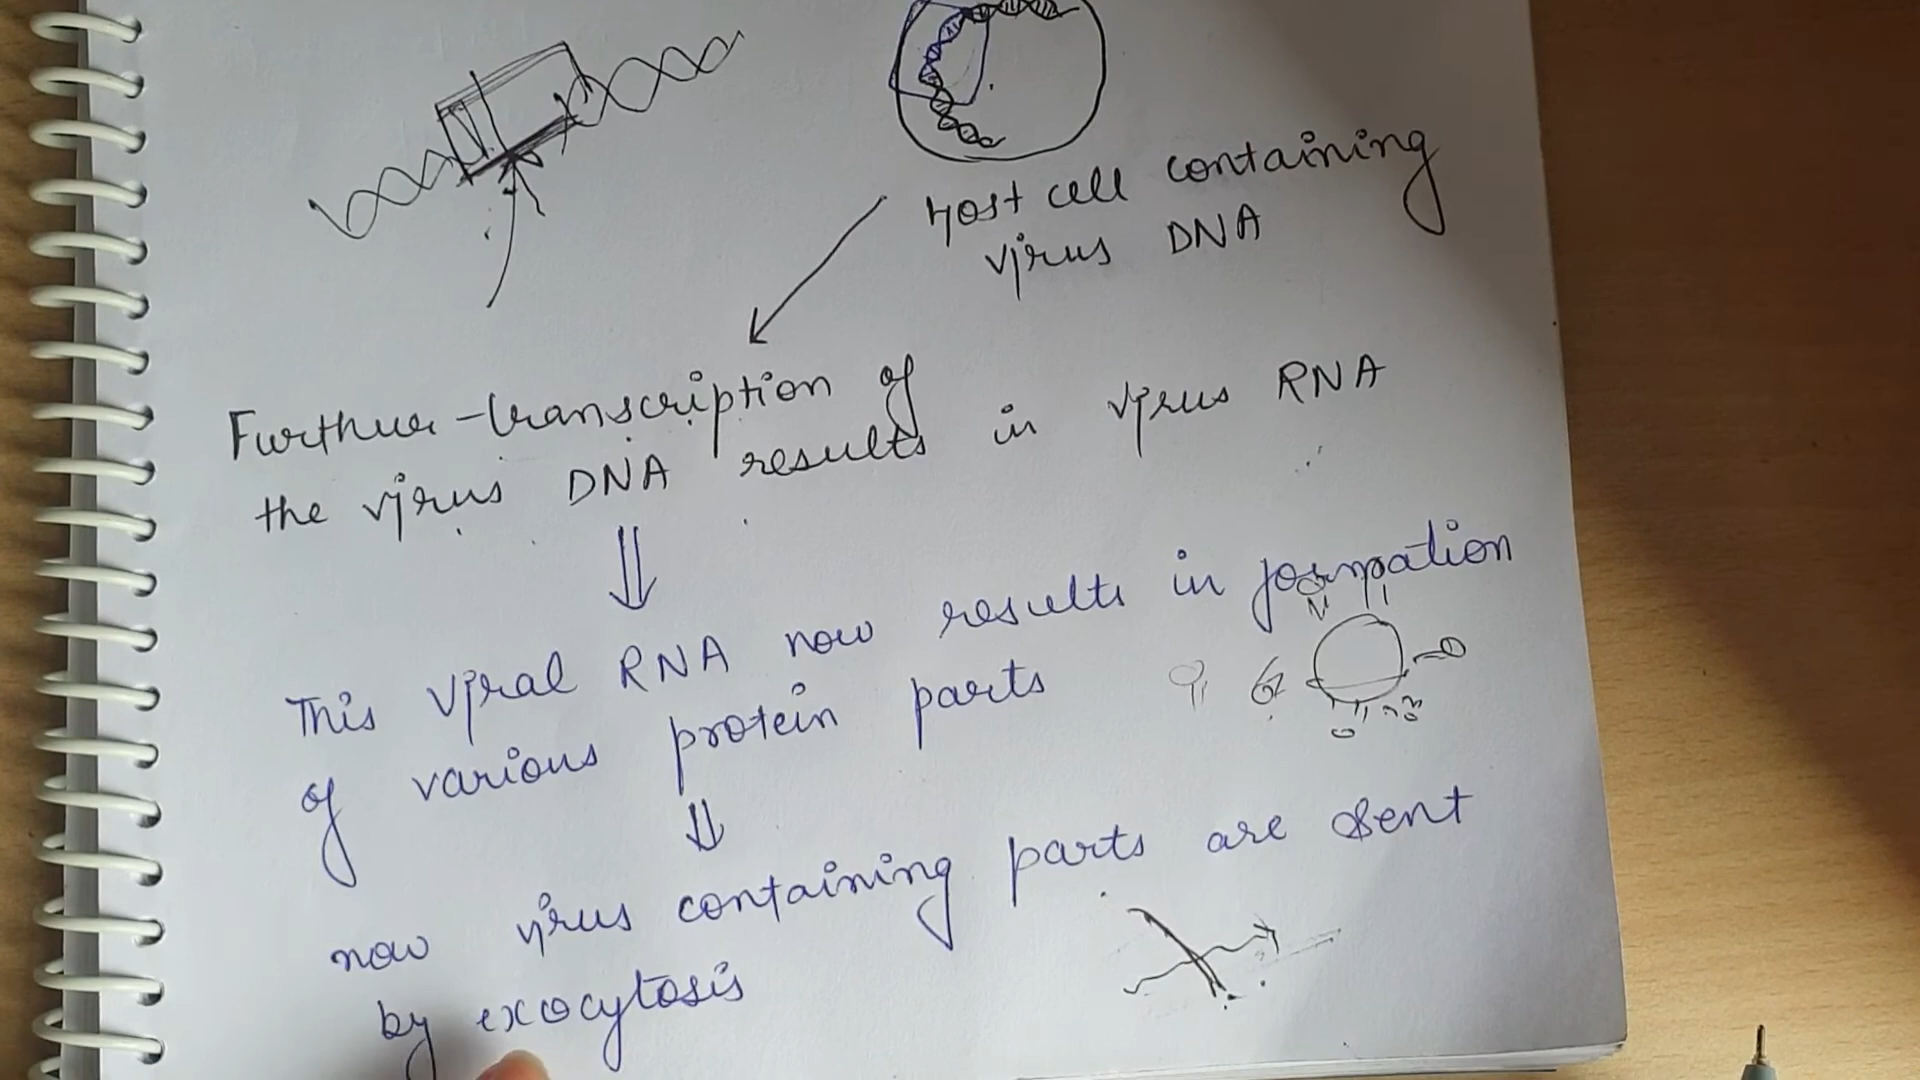 Host cell containing
virus DNA
Further transcription of
the virus DNA results in virus RNA
This viral RNA now results in formation
of various protein parts
now virus containing parts are sent
by exocytosis